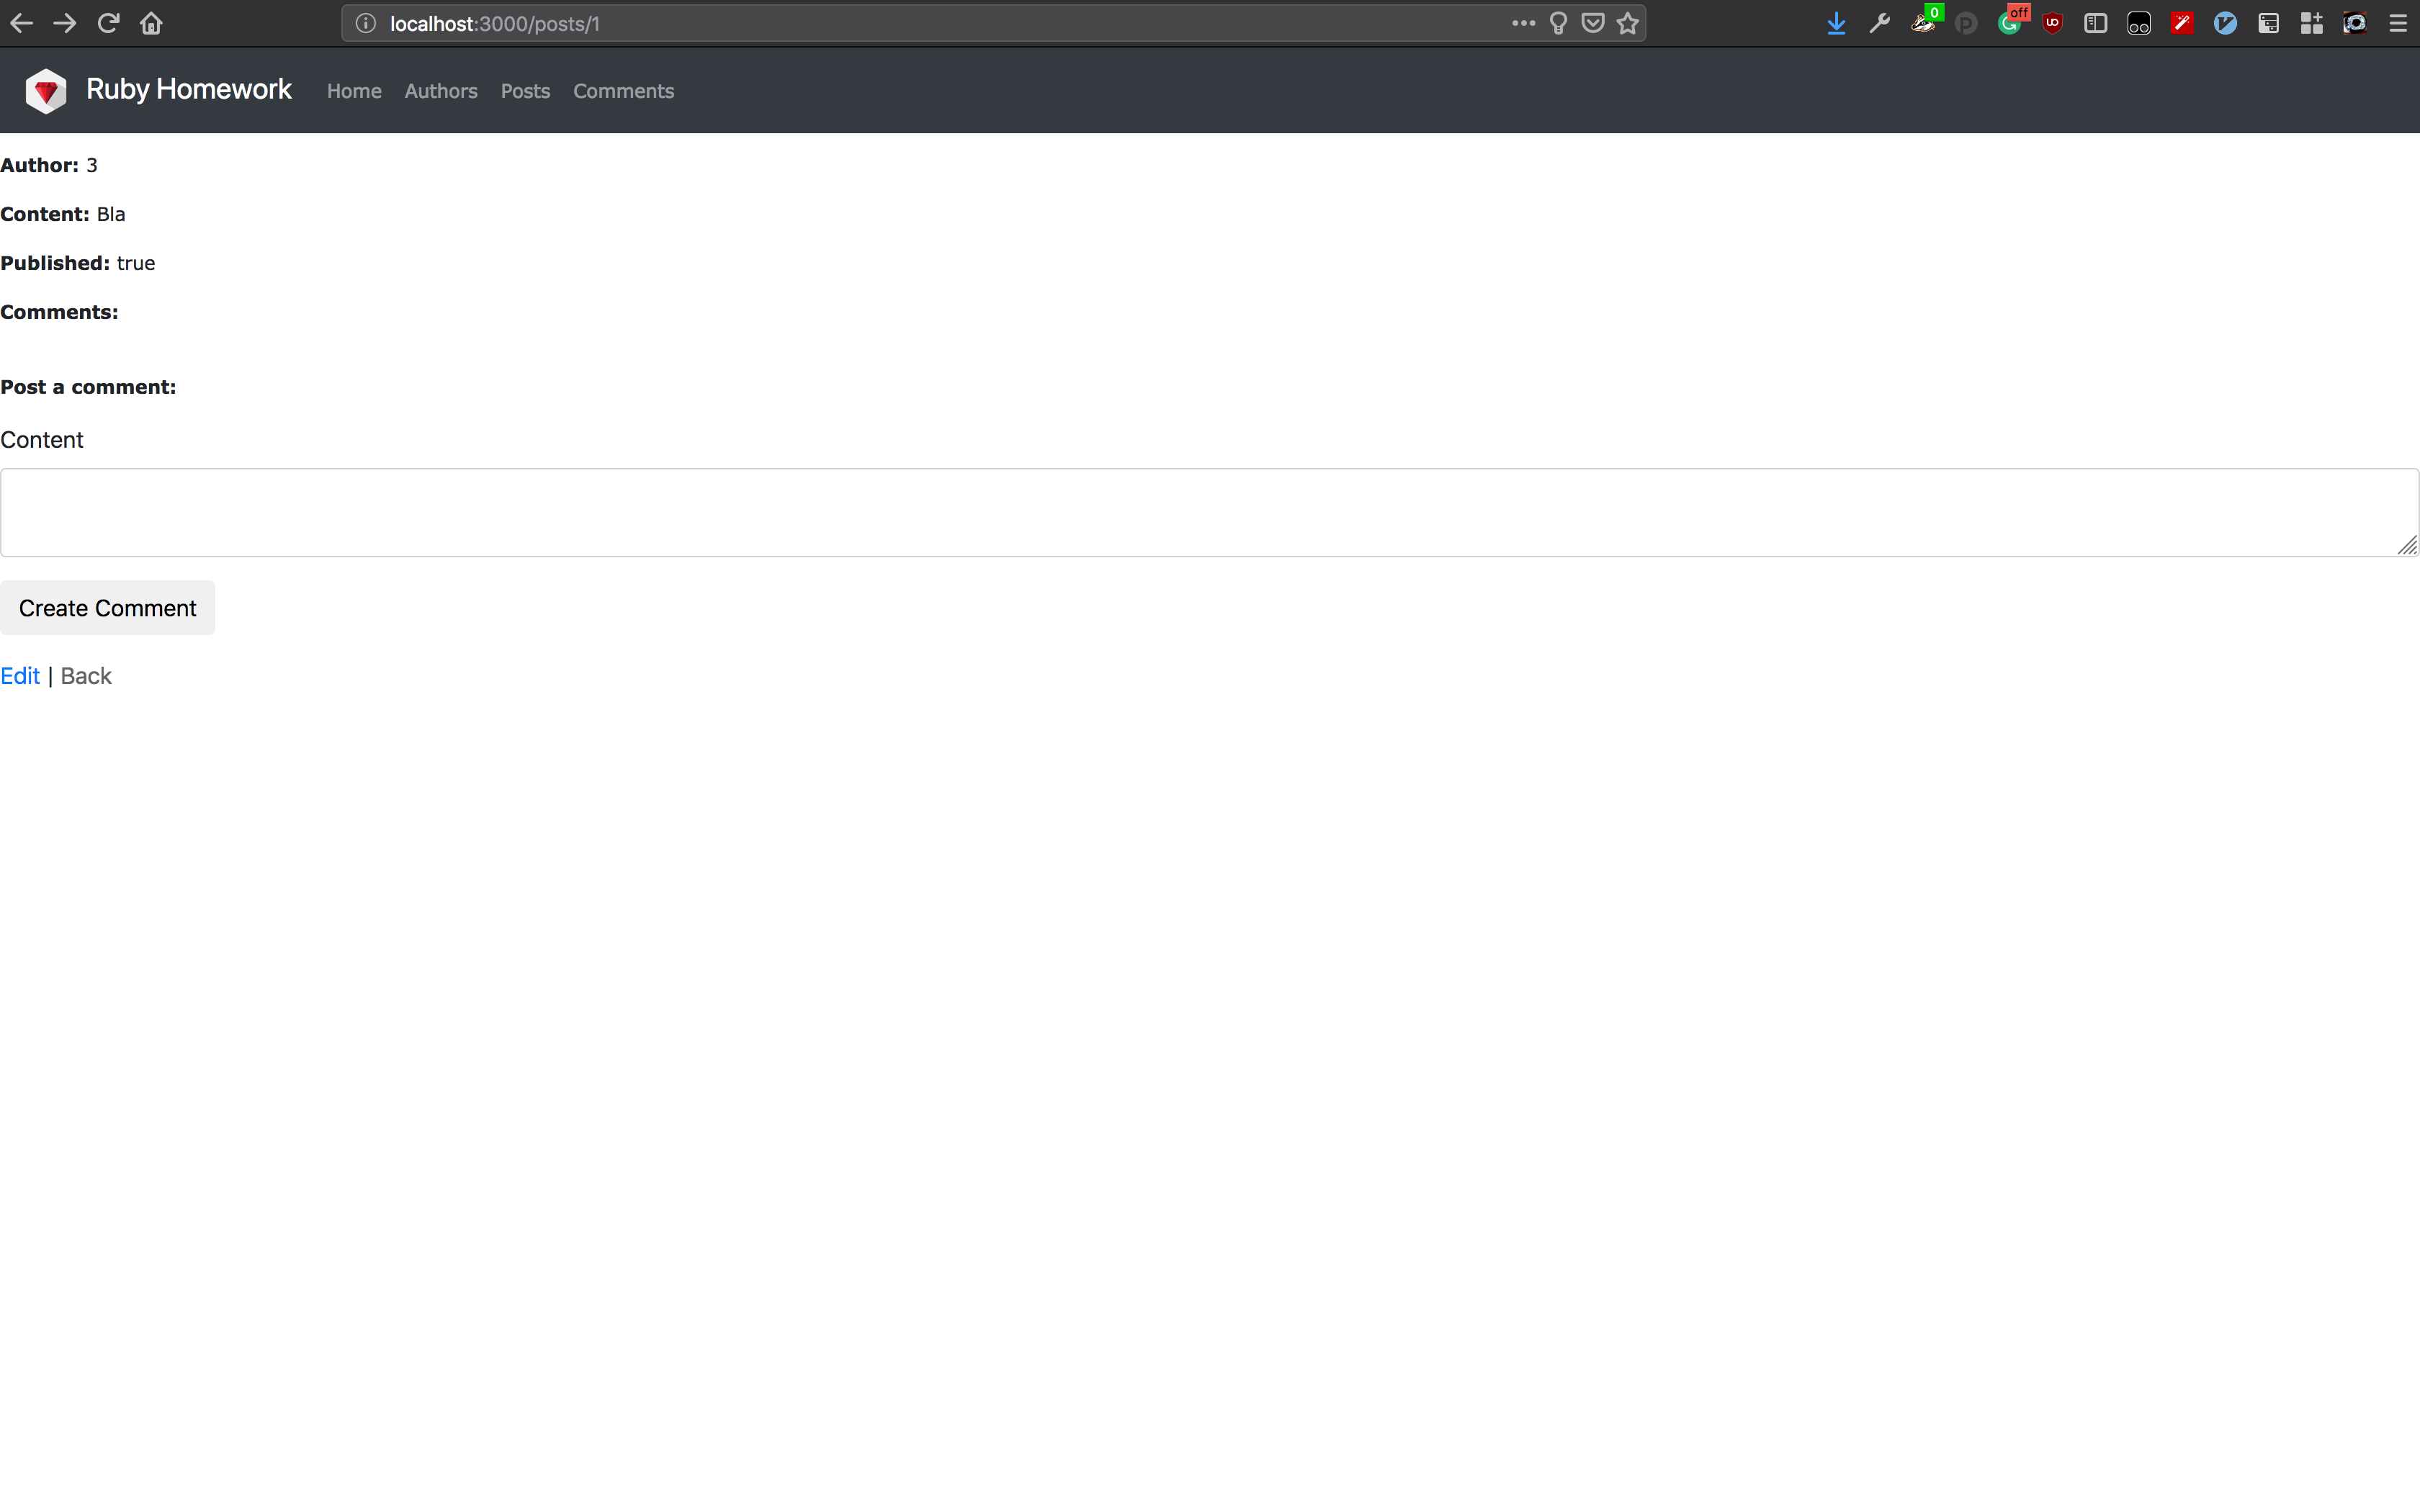 localhost:3000/posts/1
0
off
Ruby Homework Home Authors Posts Comments
Author: 3
Content: Bla
Published: true
Comments:
Post a comment:
Content
Create Comment
Edit | Back